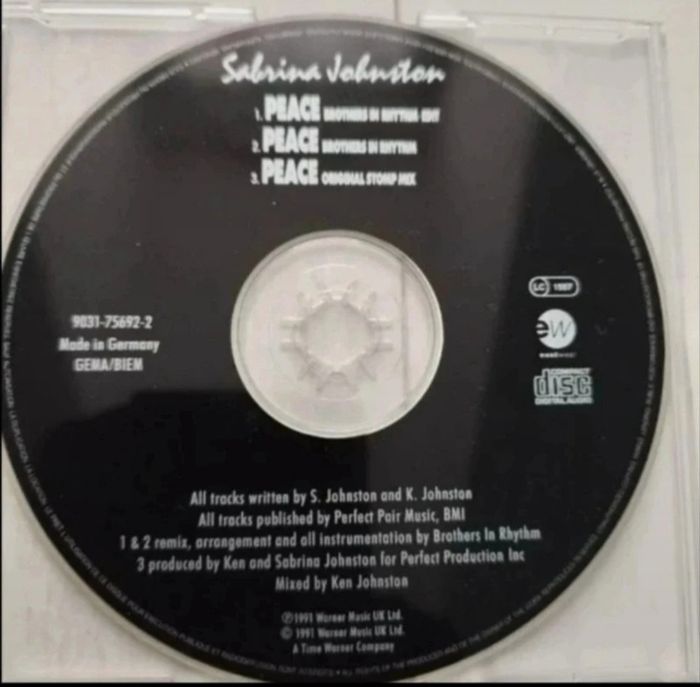 Sabrina Johnston
1. PEACE BROTHERS IN RHYTHM EDIT
2. PEACE BROTHERS IN RHYTHM
3. PEACE ORIGINAL STOMP MIX
LC 1557
9031-75692-2
Made in Germany
GEMA/BIEM
ew
eastwest
COMPACT
disc
DIGITAL AUDIO
All tracks written by S. Johnston and K. Johnston
All tracks published by Perfect Pair Music, BMI
1 & 2 remix, arrangement and all instrumentation by Brothers In Rhythm
3 produced by Ken and Sabrina Johnston for Perfect Production Inc
Mixed by Ken Johnston
℗1991 Warner Music UK Ltd.
© 1991 Warner Music UK Ltd.
A Time Warner Company